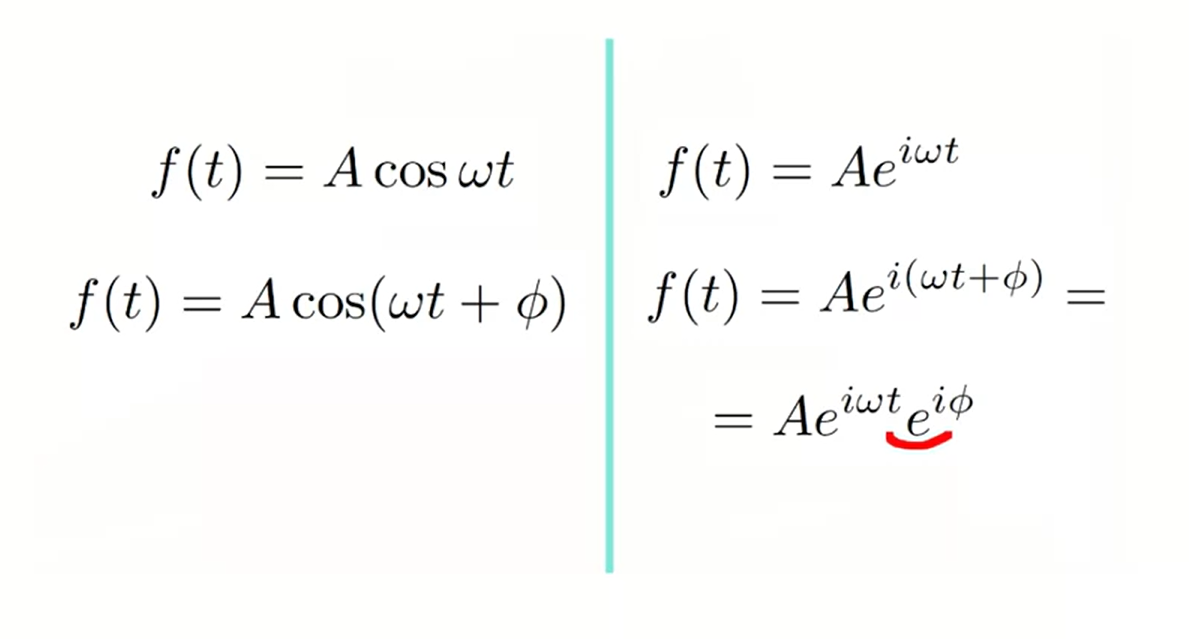 f(t) = A cos ωt
f(t) = A cos(ωt + ϕ)
f(t) = Ae^{iωt}
f(t) = Ae^{i(ωt+ϕ)} =
= Ae^{iωt}e^{iϕ}